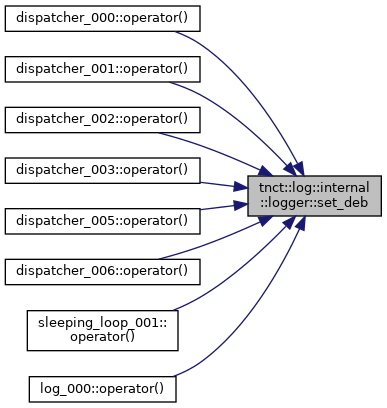 dispatcher_000::operator()
dispatcher_001::operator()
dispatcher_002::operator()
dispatcher_003::operator()
tnct::log::internal
::logger::set_deb
dispatcher_005::operator()
dispatcher_006::operator()
sleeping_loop_001::
operator()
log_000::operator()